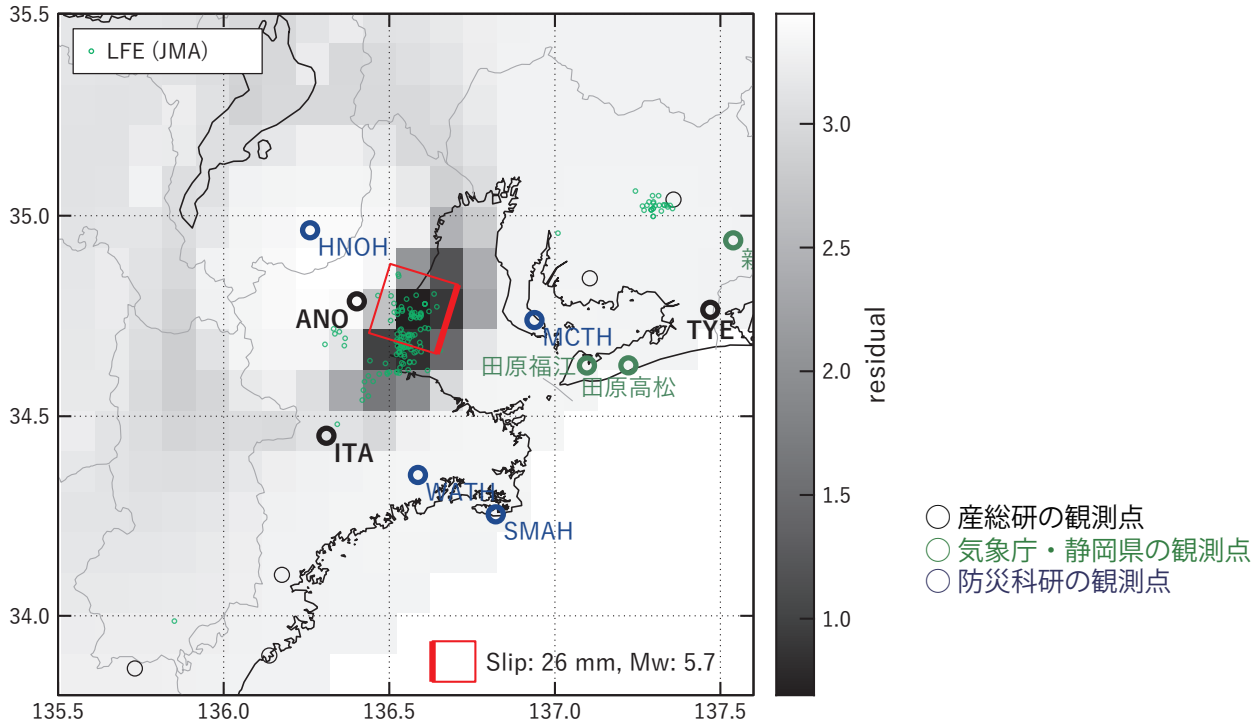 35.5
LFE (JMA)
3.0
35.0
HNOH
2.5
ANO
MCTH
TYE
田原福江
田原高松
2.0
residual
34.5
ITA
WATH
SMAH
1.5
産総研の観測点
気象庁・静岡県の観測点
防災科研の観測点
34.0
1.0
Slip: 26 mm, Mw: 5.7
135.5
136.0
136.5
137.0
137.5